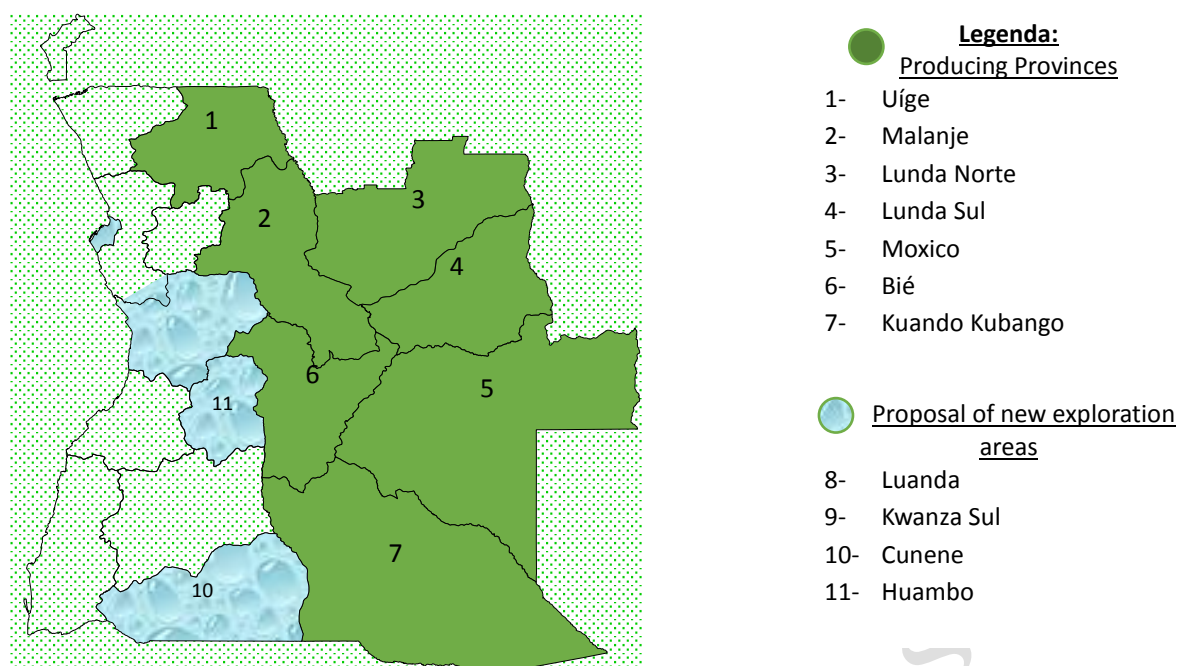 1
2
3
4
5
6
7
10
11
Legenda:
Producing Provinces
1- Uíge
2- Malanje
3- Lunda Norte
4- Lunda Sul
5- Moxico
6- Bié
7- Kuando Kubango
Proposal of new exploration
areas
8- Luanda
9- Kwanza Sul
10- Cunene
11- Huambo